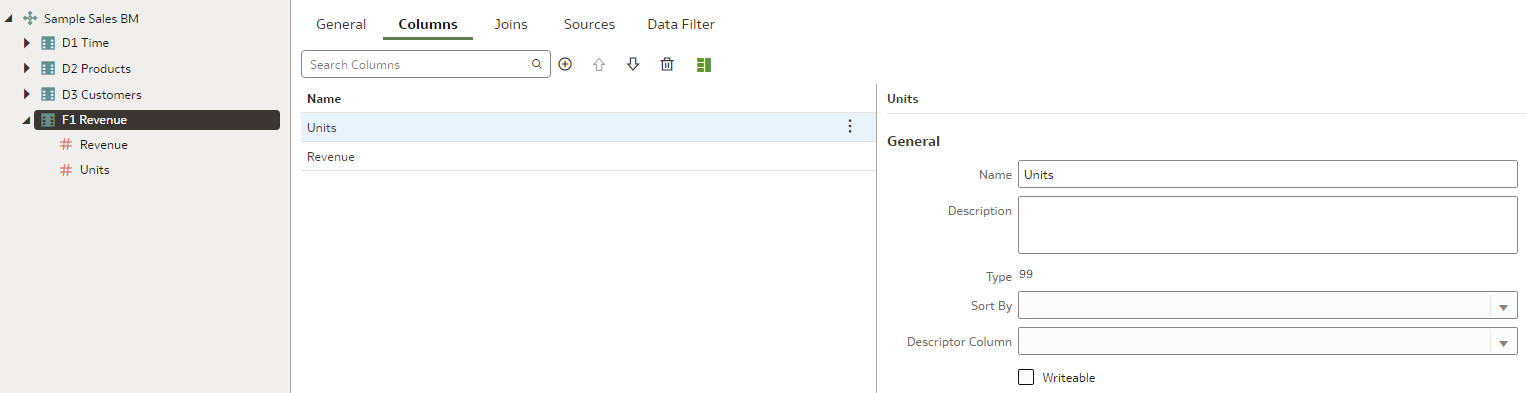 Sample Sales BM
D1 Time
D2 Products
D3 Customers
F1 Revenue
Revenue
Units
General Columns Joins Sources Data Filter
Search Columns
Name
Units
Revenue
Units
General
Name Units
Description
Type 99
Sort By
Descriptor Column
Writeable